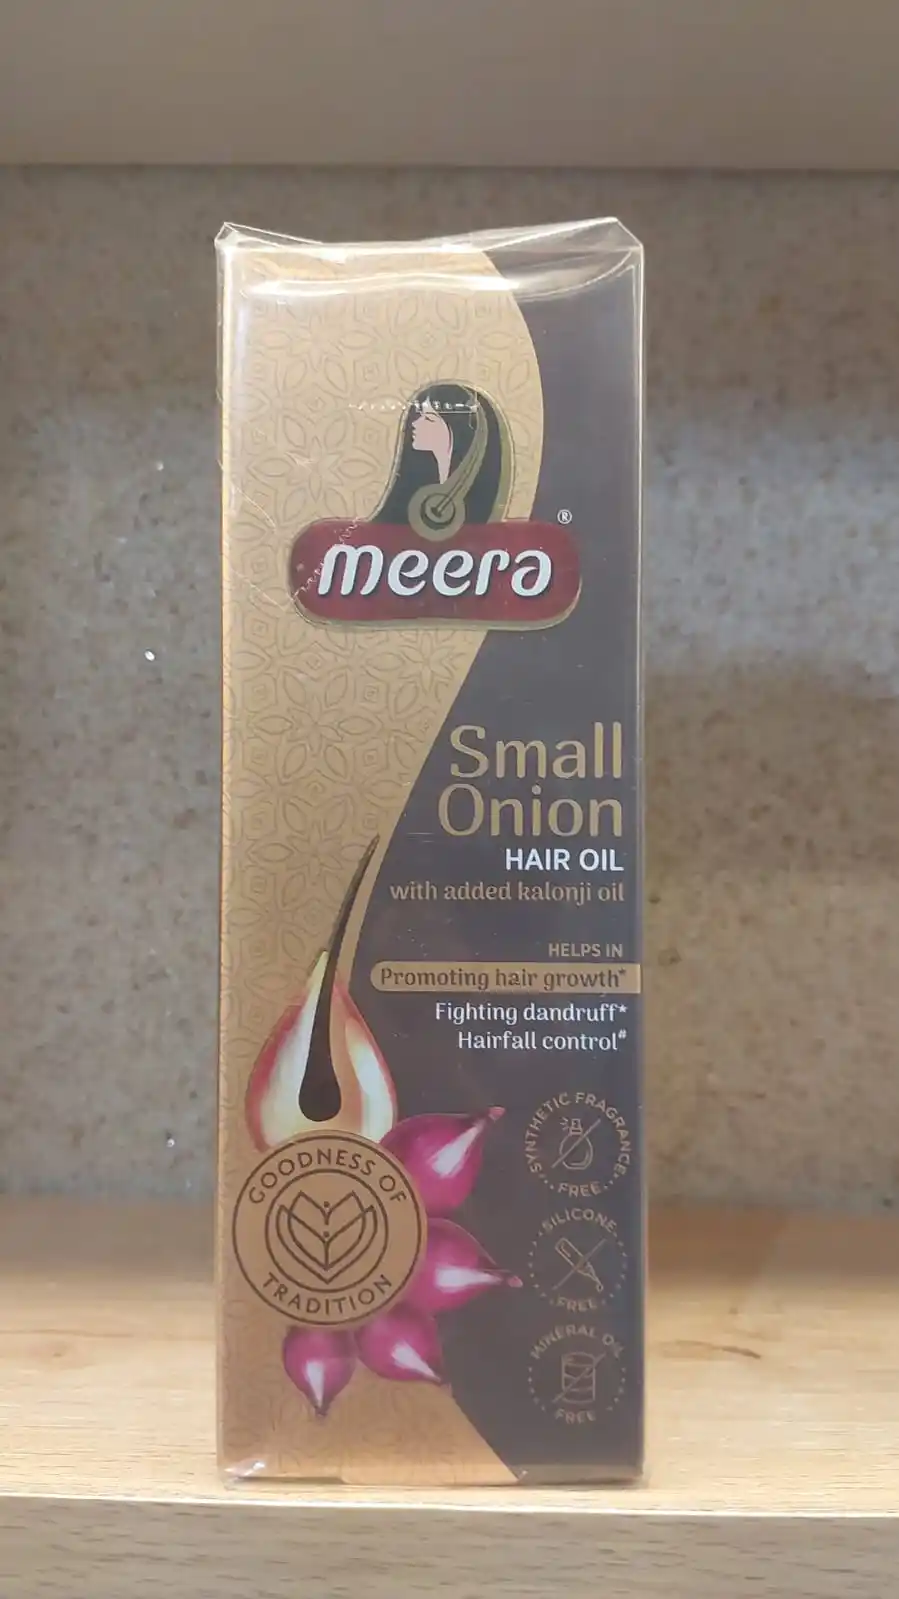 meera®
Small
Onion
HAIR OIL
with added kalonji oil
HELPS IN
Promoting hair growth*
Fighting dandruff*
Hairfall control#
SYNTHETIC FRAGRANCE
FREE
SILICONE
FREE
MINERAL OIL
FREE
GOODNESS OF
TRADITION